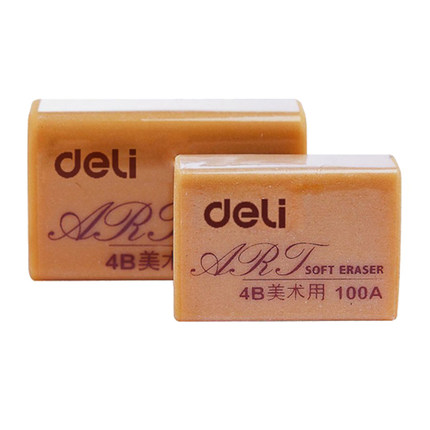 deli
ART
4B美术用
deli
ART SOFT ERASER
4B美术用 100A